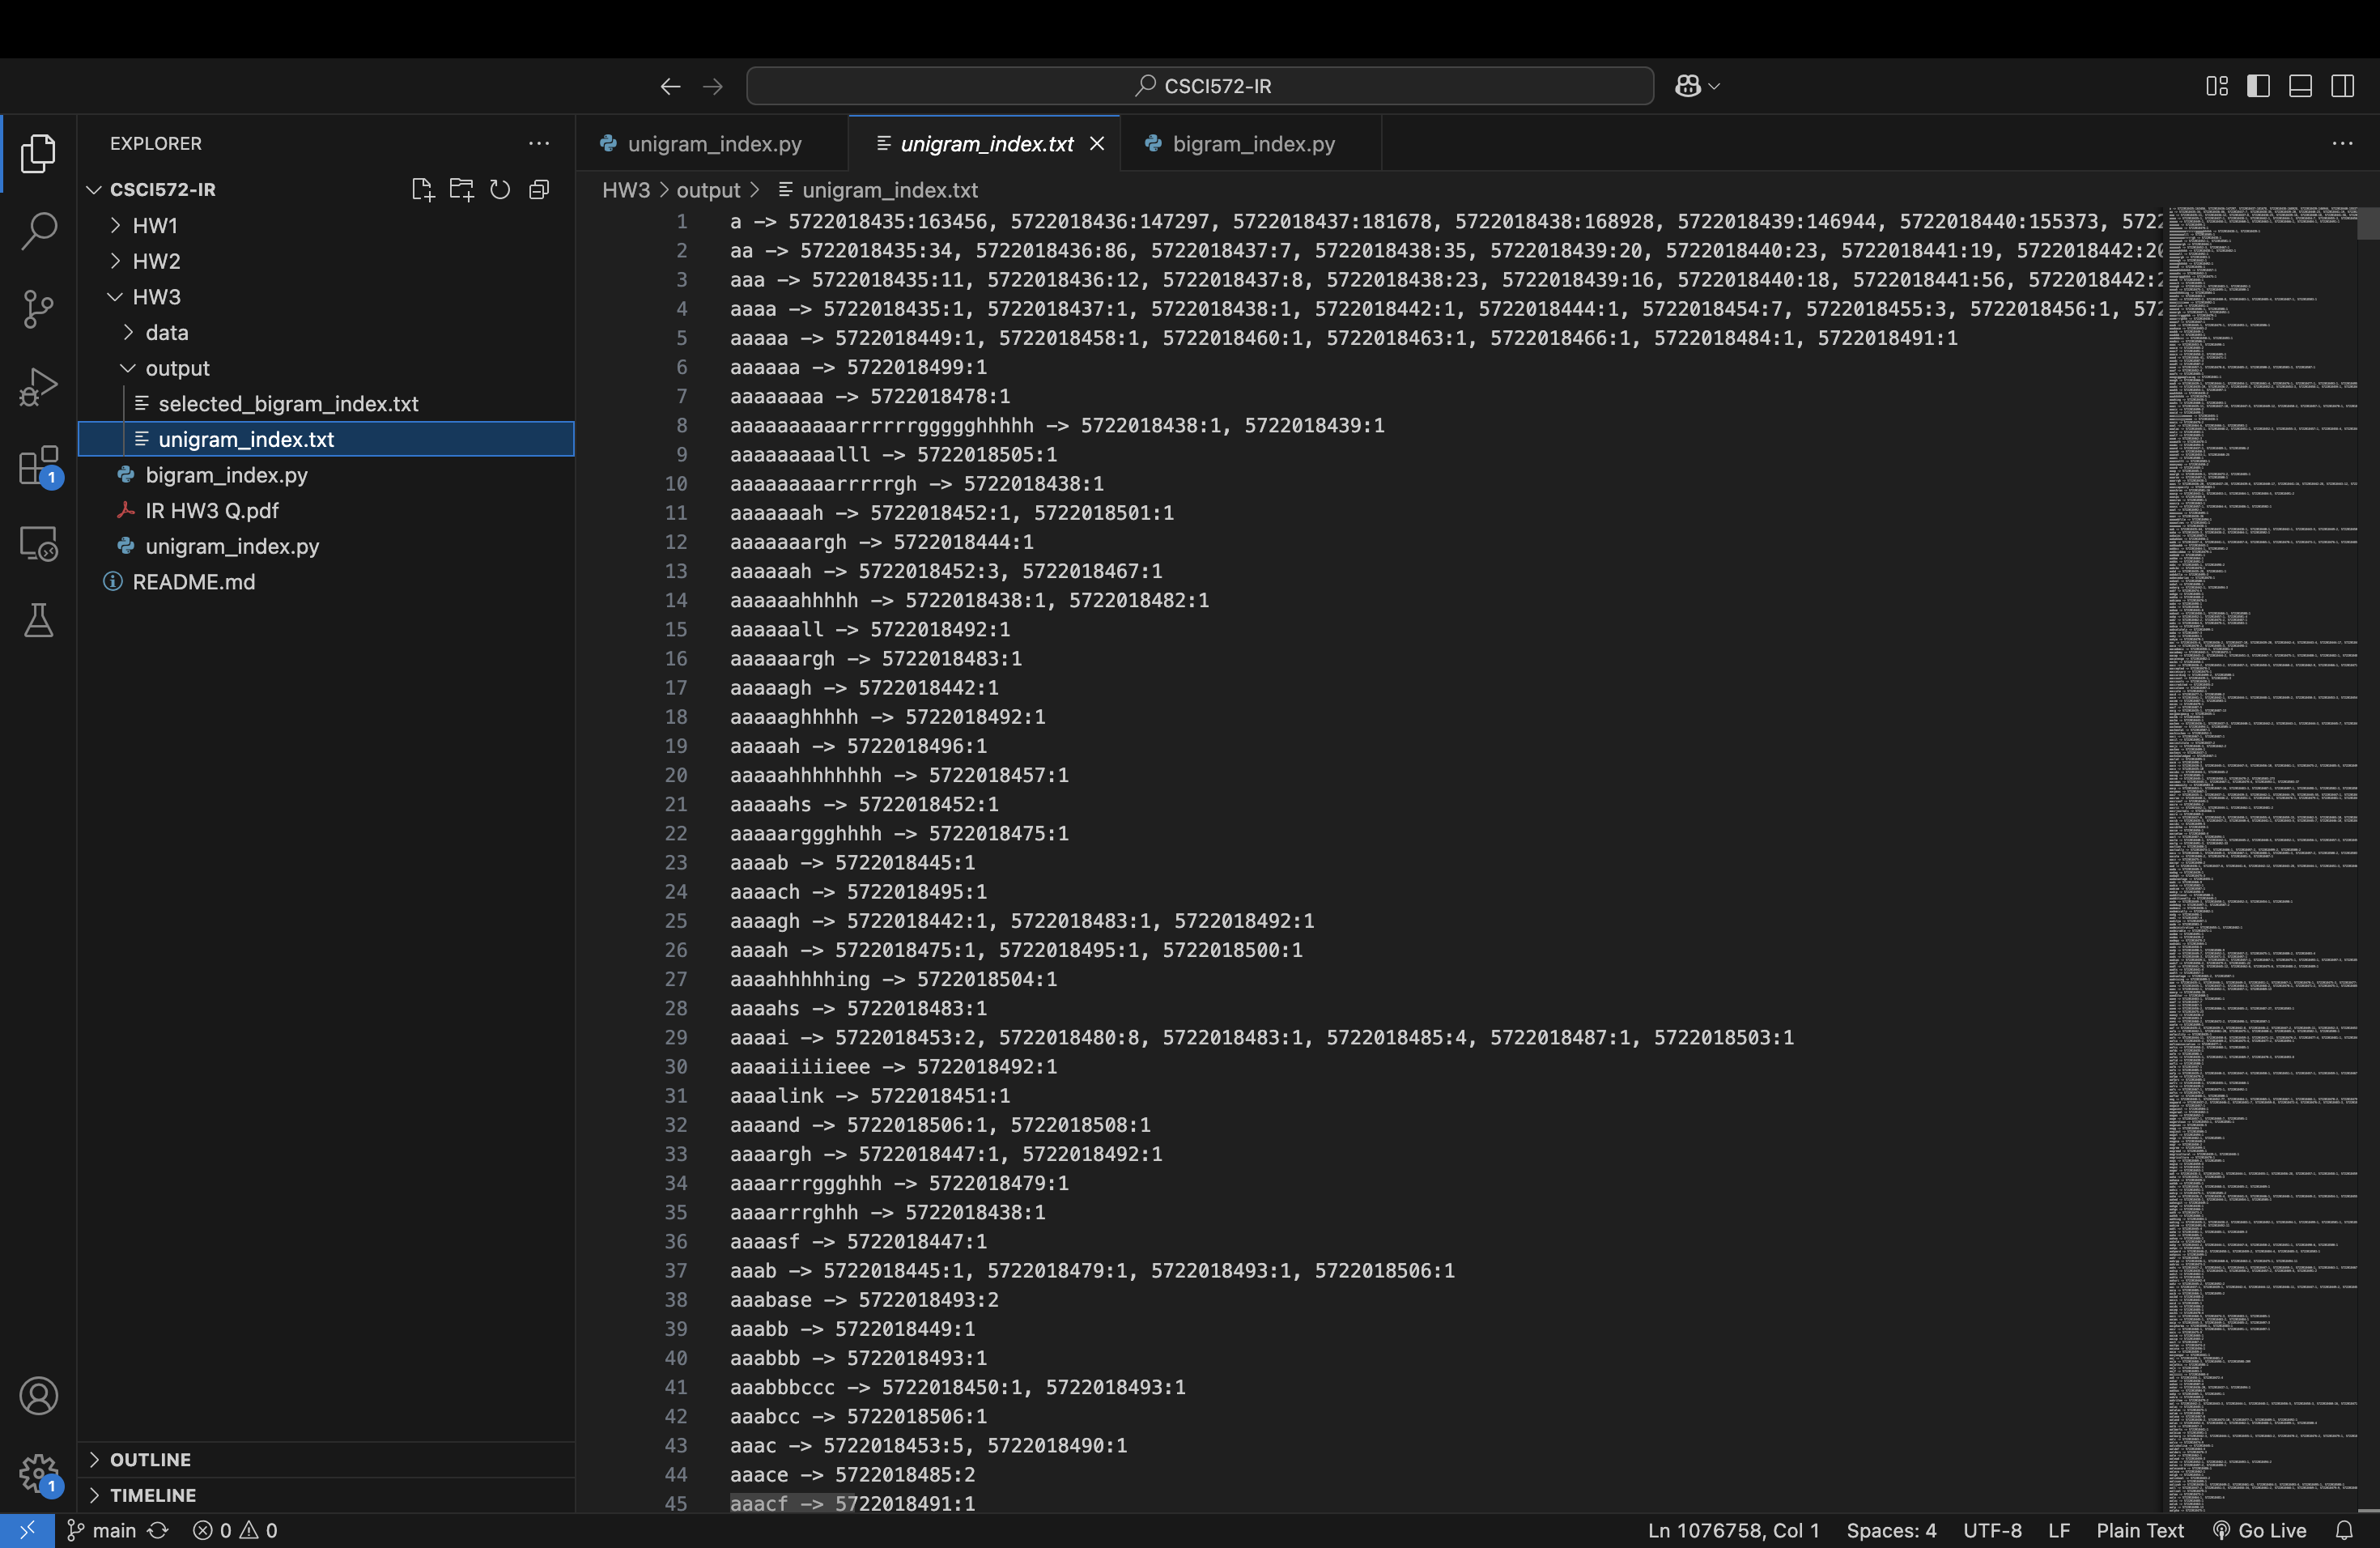 CSCI572-IR
EXPLORER
CSCI572-IR
HW1
HW2
HW3
data
output
selected_bigram_index.txt
unigram_index.txt
bigram_index.py
IR HW3 Q.pdf
unigram_index.py
README.md
OUTLINE
TIMELINE
1
1
unigram_index.py
unigram_index.txt
bigram_index.py
HW3 > output > unigram_index.txt
1 a -> 5722018435:163456, 5722018436:147297, 5722018437:181678, 5722018438:168928, 5722018439:146944, 5722018440:155373, 5722
2 aa -> 5722018435:34, 5722018436:86, 5722018437:7, 5722018438:35, 5722018439:20, 5722018440:23, 5722018441:19, 5722018442:20
3 aaa -> 5722018435:11, 5722018436:12, 5722018437:8, 5722018438:23, 5722018439:16, 5722018440:18, 5722018441:56, 5722018442:2
4 aaaa -> 5722018435:1, 5722018437:1, 5722018438:1, 5722018442:1, 5722018444:1, 5722018454:7, 5722018455:3, 5722018456:1, 572
5 aaaaa -> 5722018449:1, 5722018458:1, 5722018460:1, 5722018463:1, 5722018466:1, 5722018484:1, 5722018491:1
6 aaaaaa -> 5722018499:1
7 aaaaaaaa -> 5722018478:1
8 aaaaaaaaaarrrrrrggggghhhhh -> 5722018438:1, 5722018439:1
9 aaaaaaaaalll -> 5722018505:1
10 aaaaaaaaarrrrrgh -> 5722018438:1
11 aaaaaaah -> 5722018452:1, 5722018501:1
12 aaaaaaargh -> 5722018444:1
13 aaaaaah -> 5722018452:3, 5722018467:1
14 aaaaaahhhhh -> 5722018438:1, 5722018482:1
15 aaaaaall -> 5722018492:1
16 aaaaaargh -> 5722018483:1
17 aaaaagh -> 5722018442:1
18 aaaaaghhhhh -> 5722018492:1
19 aaaaah -> 5722018496:1
20 aaaaahhhhhhhh -> 5722018457:1
21 aaaaahs -> 5722018452:1
22 aaaaarggghhhh -> 5722018475:1
23 aaaab -> 5722018445:1
24 aaaach -> 5722018495:1
25 aaaagh -> 5722018442:1, 5722018483:1, 5722018492:1
26 aaaah -> 5722018475:1, 5722018495:1, 5722018500:1
27 aaaahhhhhing -> 5722018504:1
28 aaaahs -> 5722018483:1
29 aaaai -> 5722018453:2, 5722018480:8, 5722018483:1, 5722018485:4, 5722018487:1, 5722018503:1
30 aaaaiiiiieee -> 5722018492:1
31 aaaalink -> 5722018451:1
32 aaaand -> 5722018506:1, 5722018508:1
33 aaaargh -> 5722018447:1, 5722018492:1
34 aaaarrrggghhh -> 5722018479:1
35 aaaarrrghhh -> 5722018438:1
36 aaaasf -> 5722018447:1
37 aaab -> 5722018445:1, 5722018479:1, 5722018493:1, 5722018506:1
38 aaabase -> 5722018493:2
39 aaabb -> 5722018449:1
40 aaabbb -> 5722018493:1
41 aaabbbccc -> 5722018450:1, 5722018493:1
42 aaabcc -> 5722018506:1
43 aaac -> 5722018453:5, 5722018490:1
44 aaace -> 5722018485:2
45 aaacf -> 5722018491:1
main 0 0 Ln 1076758, Col 1 Spaces: 4 UTF-8 LF Plain Text Go Live